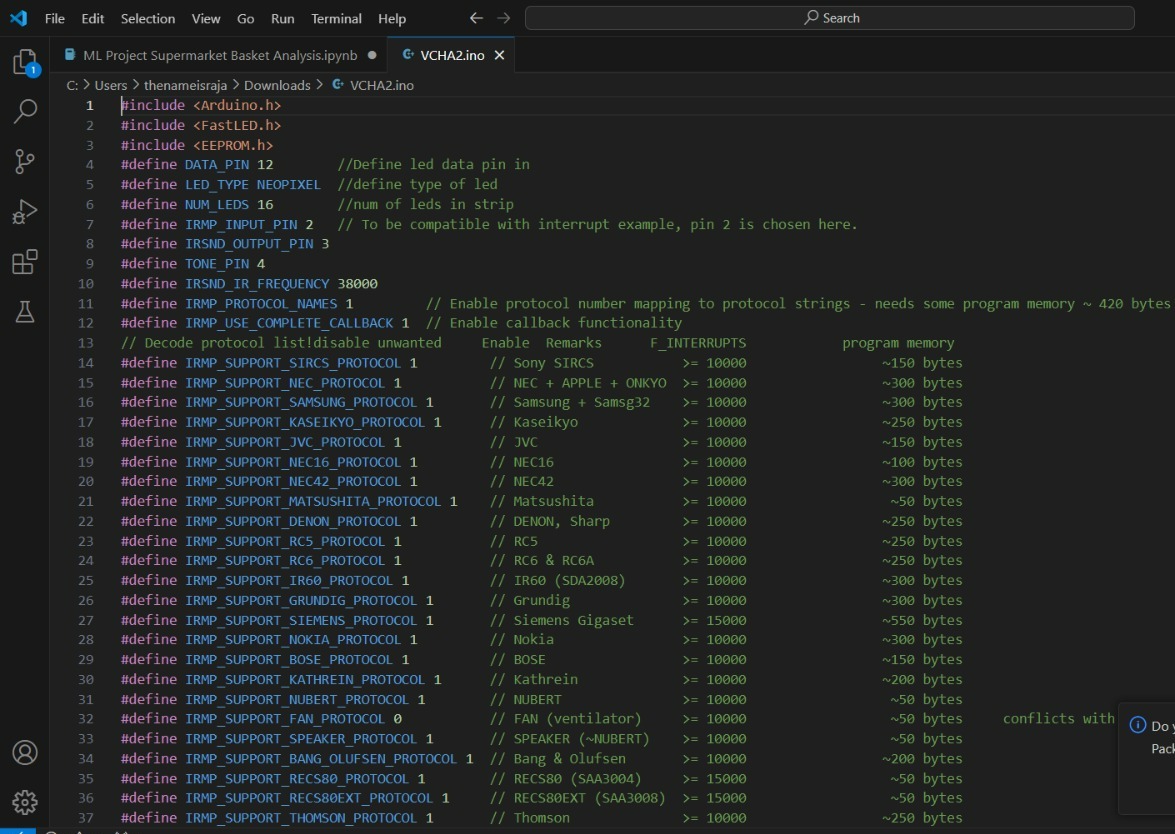 File Edit Selection View Go Run Terminal Help Search
ML Project Supermarket Basket Analysis.ipynb VCHA2.ino
1
C: > Users > thenameisraja > Downloads > VCHA2.ino
1 #include <Arduino.h>
2 #include <FastLED.h>
3 #include <EEPROM.h>
4 #define DATA_PIN 12 //Define led data pin in
5 #define LED_TYPE NEOPIXEL //define type of led
6 #define NUM_LEDS 16 //num of leds in strip
7 #define IRMP_INPUT_PIN 2 // To be compatible with interrupt example, pin 2 is chosen here.
8 #define IRSND_OUTPUT_PIN 3
9 #define TONE_PIN 4
10 #define IRSND_IR_FREQUENCY 38000
11 #define IRMP_PROTOCOL_NAMES 1 // Enable protocol number mapping to protocol strings - needs some program memory ~ 420 bytes
12 #define IRMP_USE_COMPLETE_CALLBACK 1 // Enable callback functionality
13 // Decode protocol list!disable unwanted Enable Remarks F_INTERRUPTS program memory
14 #define IRMP_SUPPORT_SIRCS_PROTOCOL 1 // Sony SIRCS >= 10000 ~150 bytes
15 #define IRMP_SUPPORT_NEC_PROTOCOL 1 // NEC + APPLE + ONKYO >= 10000 ~300 bytes
16 #define IRMP_SUPPORT_SAMSUNG_PROTOCOL 1 // Samsung + Samsg32 >= 10000 ~300 bytes
17 #define IRMP_SUPPORT_KASEIKYO_PROTOCOL 1 // Kaseikyo >= 10000 ~250 bytes
18 #define IRMP_SUPPORT_JVC_PROTOCOL 1 // JVC >= 10000 ~150 bytes
19 #define IRMP_SUPPORT_NEC16_PROTOCOL 1 // NEC16 >= 10000 ~100 bytes
20 #define IRMP_SUPPORT_NEC42_PROTOCOL 1 // NEC42 >= 10000 ~300 bytes
21 #define IRMP_SUPPORT_MATSUSHITA_PROTOCOL 1 // Matsushita >= 10000 ~50 bytes
22 #define IRMP_SUPPORT_DENON_PROTOCOL 1 // DENON, Sharp >= 10000 ~250 bytes
23 #define IRMP_SUPPORT_RC5_PROTOCOL 1 // RC5 >= 10000 ~250 bytes
24 #define IRMP_SUPPORT_RC6_PROTOCOL 1 // RC6 & RC6A >= 10000 ~250 bytes
25 #define IRMP_SUPPORT_IR60_PROTOCOL 1 // IR60 (SDA2008) >= 10000 ~300 bytes
26 #define IRMP_SUPPORT_GRUNDIG_PROTOCOL 1 // Grundig >= 10000 ~300 bytes
27 #define IRMP_SUPPORT_SIEMENS_PROTOCOL 1 // Siemens Gigaset >= 15000 ~550 bytes
28 #define IRMP_SUPPORT_NOKIA_PROTOCOL 1 // Nokia >= 10000 ~300 bytes
29 #define IRMP_SUPPORT_BOSE_PROTOCOL 1 // BOSE >= 10000 ~150 bytes
30 #define IRMP_SUPPORT_KATHREIN_PROTOCOL 1 // Kathrein >= 10000 ~200 bytes
31 #define IRMP_SUPPORT_NUBERT_PROTOCOL 1 // NUBERT >= 10000 ~50 bytes
32 #define IRMP_SUPPORT_FAN_PROTOCOL 0 // FAN (ventilator) >= 10000 ~50 bytes conflicts with
33 #define IRMP_SUPPORT_SPEAKER_PROTOCOL 1 // SPEAKER (~NUBERT) >= 10000 ~50 bytes
34 #define IRMP_SUPPORT_BANG_OLUFSEN_PROTOCOL 1 // Bang & Olufsen >= 10000 ~200 bytes
35 #define IRMP_SUPPORT_RECS80_PROTOCOL 1 // RECS80 (SAA3004) >= 15000 ~50 bytes
36 #define IRMP_SUPPORT_RECS80EXT_PROTOCOL 1 // RECS80EXT (SAA3008) >= 15000 ~50 bytes
37 #define IRMP_SUPPORT_THOMSON_PROTOCOL 1 // Thomson >= 10000 ~250 bytes
Do